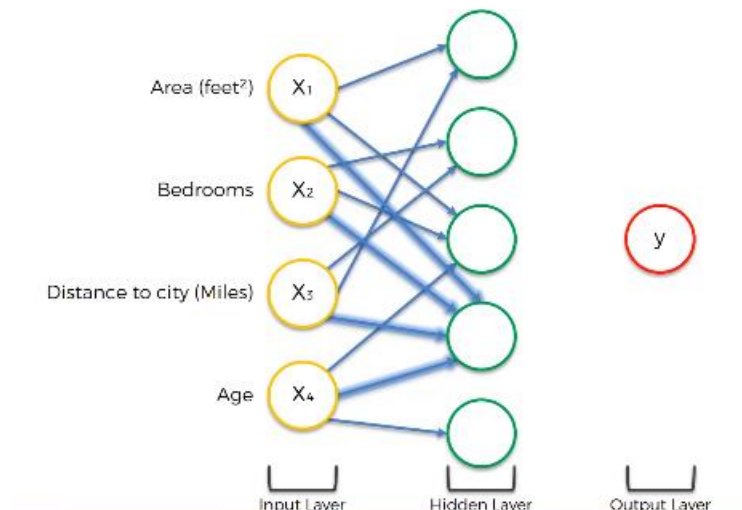 Area (feet²)
X₁
Bedrooms
X₂
Distance to city (Miles)
X₃
Age
X₄
y
Input Layer
Hidden Layer
Output Layer